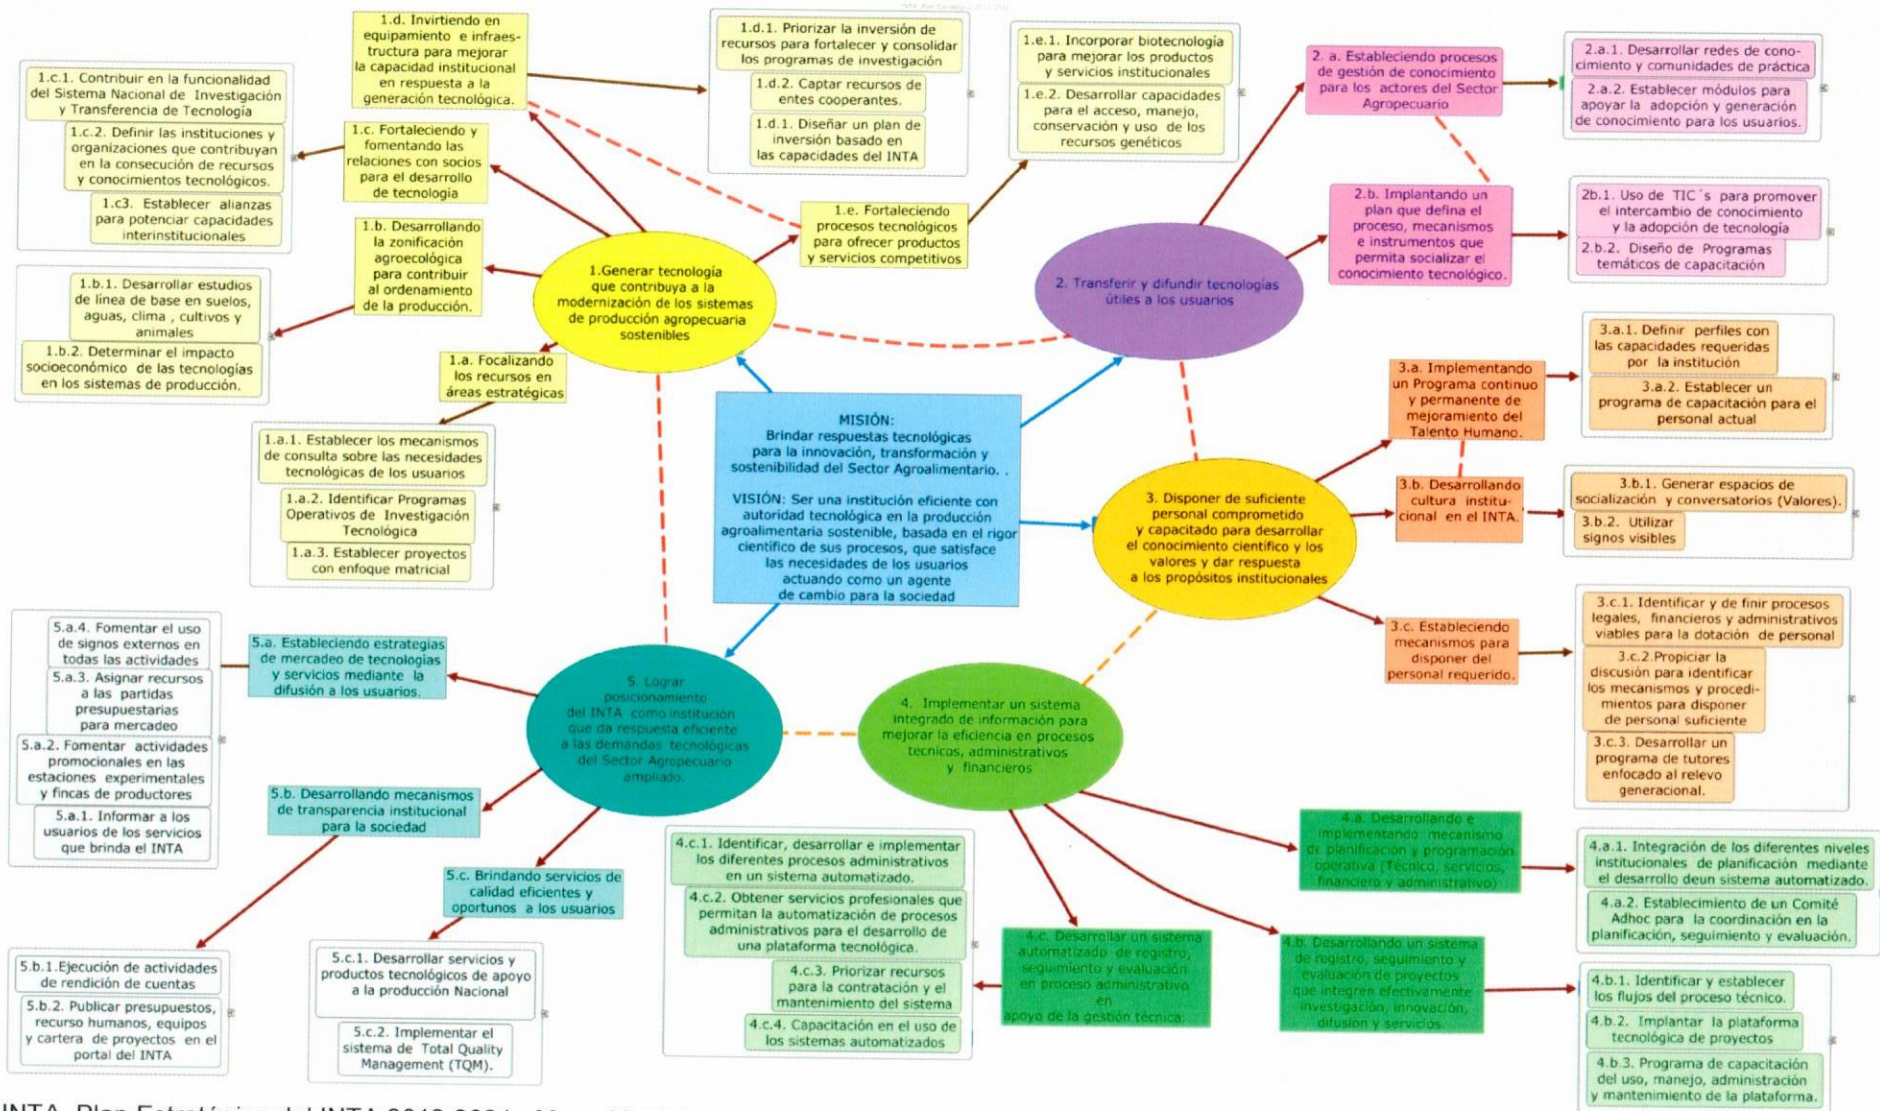 1.d. Invirtiendo en
equipamiento e infraes-
tructura para mejorar
la capacidad institucional
en respuesta a la
generación tecnológica.
1.d.1. Priorizar la inversión de
recursos para fortalecer y consolidar
los programas de investigación
1.d.2. Captar recursos de
entes cooperantes.
1.d.1. Diseñar un plan de
inversión basado en
las capacidades del INTA
1.e.1. Incorporar biotecnología
para mejorar los productos
y servicios institucionales
1.e.2. Desarrollar capacidades
para el acceso, manejo,
conservación y uso de los
recursos genéticos
2. a. Estableciendo procesos
de gestión de conocimiento
para los actores del Sector
Agropecuario
2.a.1. Desarrollar redes de cono-
cimiento y comunidades de práctica
2.a.2. Establecer módulos para
apoyar la adopción y generación
de conocimiento para los usuarios.
1.c.1. Contribuir en la funcionalidad
del Sistema Nacional de Investigación
y Transferencia de Tecnología
1.c.2. Definir las instituciones y
organizaciones que contribuyan
en la consecución de recursos
y conocimientos tecnológicos.
1.c3. Establecer alianzas
para potenciar capacidades
interinstitucionales
1.c. Fortaleciendo y
fomentando las
relaciones con socios
para el desarrollo
de tecnología
1.b. Desarrollando
la zonificación
agroecológica
para contribuir
al ordenamiento
de la producción.
1.e. Fortaleciendo
procesos tecnológicos
para ofrecer productos
y servicios competitivos
2.b. Implantando un
plan que defina el
proceso, mecanismos
e instrumentos que
permita socializar el
conocimiento tecnológico.
2b.1. Uso de TIC´s para promover
el intercambio de conocimiento
y la adopción de tecnología
2.b.2. Diseño de Programas
temáticos de capacitación
1.b.1. Desarrollar estudios
de línea de base en suelos,
aguas, clima , cultivos y
animales
1.b.2. Determinar el impacto
socioeconómico de las tecnologías
en los sistemas de producción.
1.Generar tecnología
que contribuya a la
modernización de los sistemas
de producción agropecuaria
sostenibles
2. Transferir y difundir tecnologías
útiles a los usuarios
1.a. Focalizando
los recursos en
áreas estratégicas
3.a. Implementando
un Programa continuo
y permanente de
mejoramiento del
Talento Humano.
3.a.1. Definir perfiles con
las capacidades requeridas
por la institución
3.a.2. Establecer un
programa de capacitación para el
personal actual
1.a.1. Establecer los mecanismos
de consulta sobre las necesidades
tecnológicas de los usuarios
1.a.2. Identificar Programas
Operativos de Investigación
Tecnológica
1.a.3. Establecer proyectos
con enfoque matricial
MISIÓN:
Brindar respuestas tecnológicas
para la innovación, transformación y
sostenibilidad del Sector Agroalimentario. .
VISIÓN: Ser una institución eficiente con
autoridad tecnológica en la producción
agroalimentaria sostenible, basada en el rigor
científico de sus procesos, que satisface
las necesidades de los usuarios
actuando como un agente
de cambio para la sociedad
3. Disponer de suficiente
personal comprometido
y capacitado para desarrollar
el conocimiento científico y los
valores y dar respuesta
a los propósitos institucionales
3.b. Desarrollando
cultura institu-
cional en el INTA.
3.b.1. Generar espacios de
socialización y conversatorios (Valores).
3.b.2. Utilizar
signos visibles
3.c. Estableciendo
mecanismos para
disponer del
personal requerido.
3.c.1. Identificar y de finir procesos
legales, financieros y administrativos
viables para la dotación de personal
3.c.2.Propiciar la
discusión para identificar
los mecanismos y procedi-
mientos para disponer
de personal suficiente
3.c.3. Desarrollar un
programa de tutores
enfocado al relevo
generacional.
5.a.4. Fomentar el uso
de signos externos en
todas las actividades
5.a.3. Asignar recursos
a las partidas
presupuestarias
para mercadeo
5.a.2. Fomentar actividades
promocionales en las
estaciones experimentales
y fincas de productores
5.a.1. Informar a los
usuarios de los servicios
que brinda el INTA
5.a. Estableciendo estrategias
de mercadeo de tecnologías
y servicios mediante la
difusión a los usuarios.
5. Lograr
posicionamiento
del INTA como institución
que da respuesta eficiente
a las demandas tecnológicas
del Sector Agropecuario
ampliado.
4. Implementar un sistema
integrado de información para
mejorar la eficiencia en procesos
técnicos, administrativos
y financieros
5.b. Desarrollando mecanismos
de transparencia institucional
para la sociedad
5.c. Brindando servicios de
calidad eficientes y
oportunos a los usuarios
4.c.1. Identificar, desarrollar e implementar
los diferentes procesos administrativos
en un sistema automatizado.
4.c.2. Obtener servicios profesionales que
permitan la automatización de procesos
administrativos para el desarrollo de
una plataforma tecnológica.
4.c.3. Priorizar recursos
para la contratación y el
mantenimiento del sistema
4.c.4. Capacitación en el uso de
los sistemas automatizados
4.a. Desarrollando e
implementando mecanismo
de planificación y programación
operativa (Técnico, servicios,
financiero y administrativo)
4.a.1. Integración de los diferentes niveles
institucionales de planificación mediante
el desarrollo deun sistema automatizado.
4.a.2. Establecimiento de un Comité
Adhoc para la coordinación en la
planificación, seguimiento y evaluación.
4.c. Desarrollar un sistema
automatizado de registro,
seguimiento y evaluación
en proceso administrativo
en
apoyo de la gestión técnica.
4.b. Desarrollando un sistema
de registro, seguimiento y
evaluación de proyectos
que integren efectivamente
investigación, innovación,
difusión y servicios.
4.b.1. Identificar y establecer
los flujos del proceso técnico.
4.b.2. Implantar la plataforma
tecnológica de proyectos
4.b.3. Programa de capacitación
del uso, manejo, administración
y mantenimiento de la plataforma.
5.b.1.Ejecución de actividades
de rendición de cuentas
5.b.2. Publicar presupuestos,
recurso humanos, equipos
y cartera de proyectos en el
portal del INTA
5.c.1. Desarrollar servicios y
productos tecnológicos de apoyo
a la producción Nacional
5.c.2. Implementar el
sistema de Total Quality
Management (TQM).